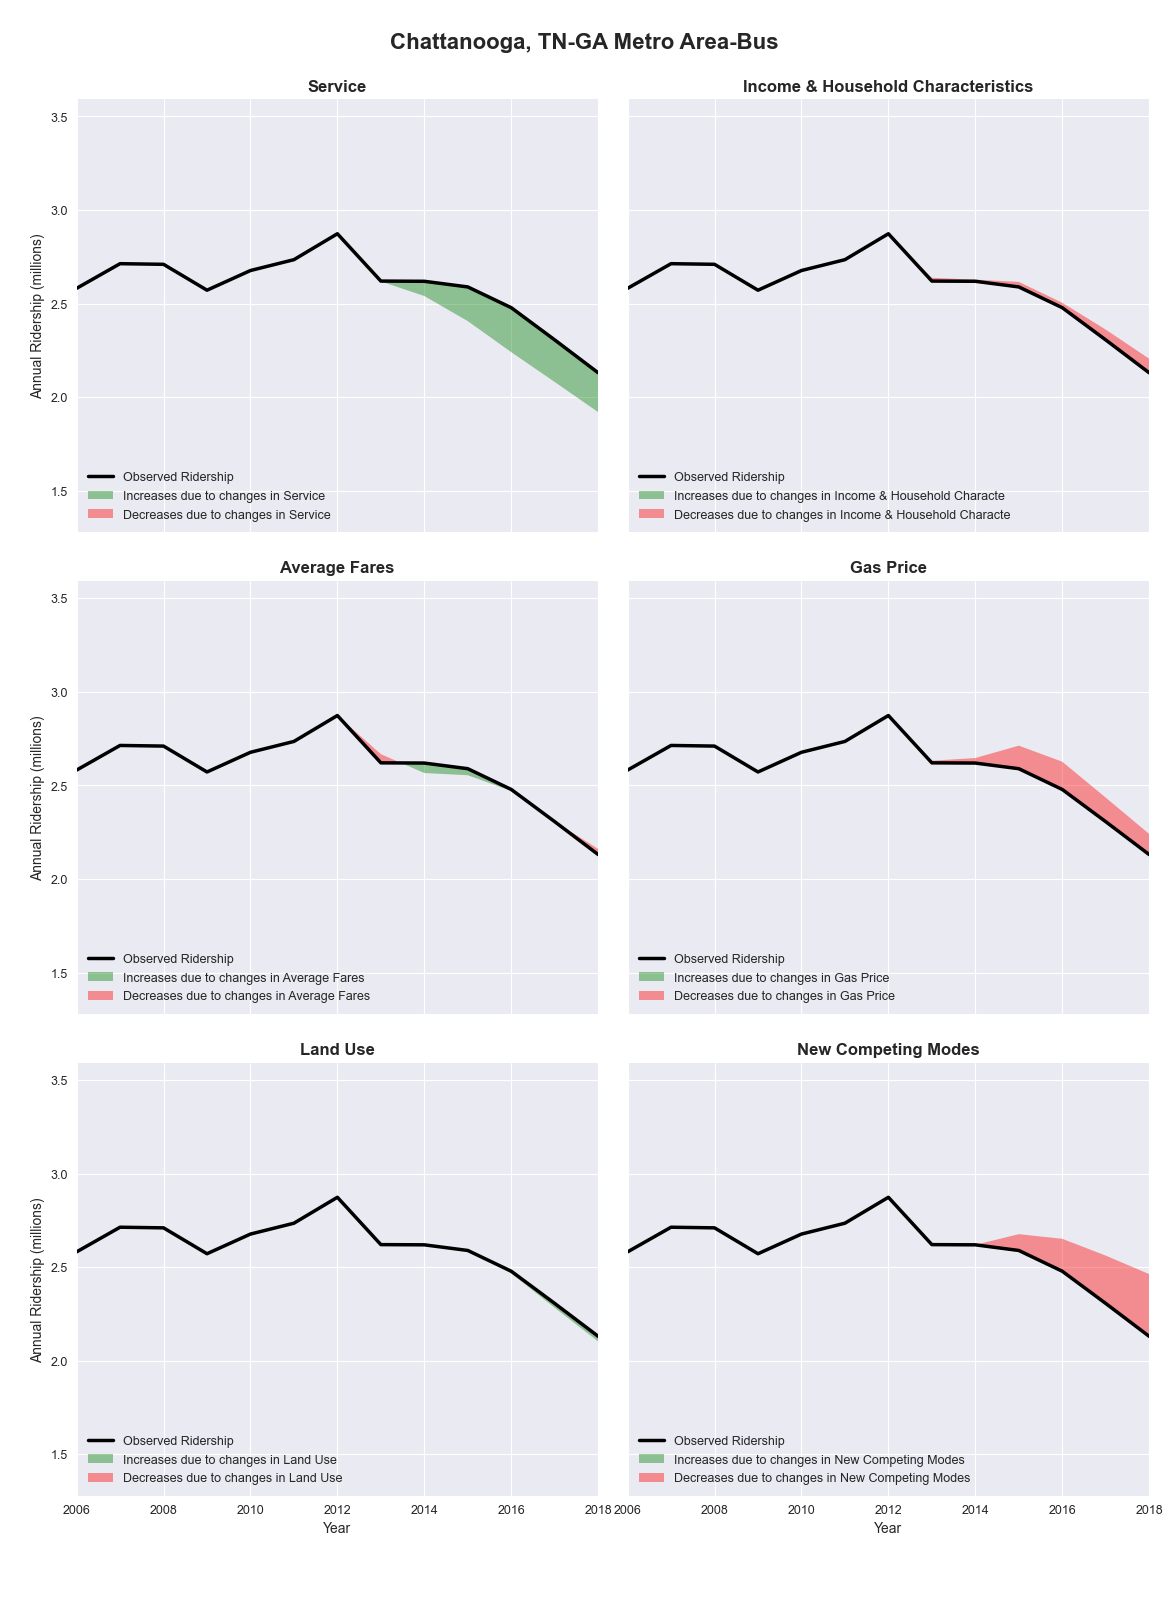 Chattanooga, TN-GA Metro Area-Bus
Service
Annual Ridership (millions)
3.5
3.0
2.5
2.0
1.5
Observed Ridership
Increases due to changes in Service
Decreases due to changes in Service
Income & Household Characteristics
Observed Ridership
Increases due to changes in Income & Household Characte
Decreases due to changes in Income & Household Characte
Average Fares
Annual Ridership (millions)
3.5
3.0
2.5
2.0
1.5
Observed Ridership
Increases due to changes in Average Fares
Decreases due to changes in Average Fares
Gas Price
Observed Ridership
Increases due to changes in Gas Price
Decreases due to changes in Gas Price
Land Use
Annual Ridership (millions)
3.5
3.0
2.5
2.0
1.5
Observed Ridership
Increases due to changes in Land Use
Decreases due to changes in Land Use
2006 2008 2010 2012 2014 2016 2018
Year
New Competing Modes
Observed Ridership
Increases due to changes in New Competing Modes
Decreases due to changes in New Competing Modes
2006 2008 2010 2012 2014 2016 2018
Year